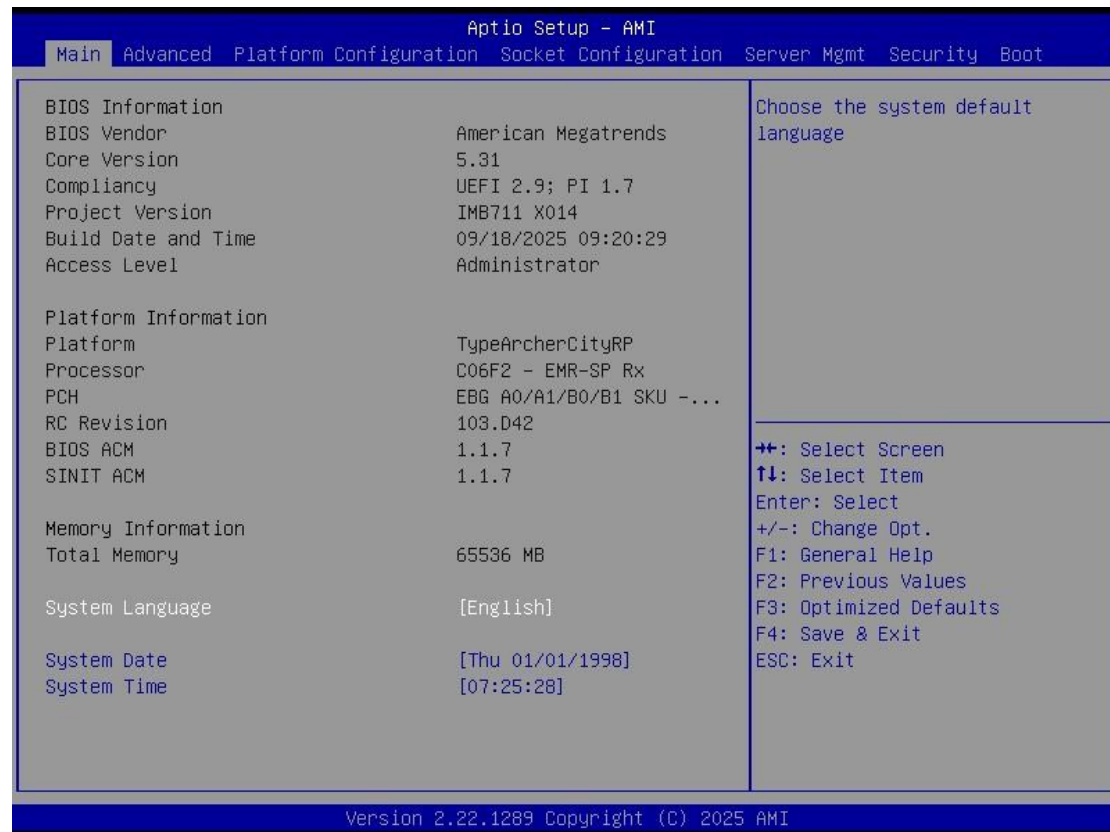 Aptio Setup - AMI
Main Advanced Platform Configuration Socket Configuration Server Mgmt Security Boot
BIOS Information
BIOS Vendor American Megatrends
Core Version 5.31
Compliancy UEFI 2.9; PI 1.7
Project Version IMB711 X014
Build Date and Time 09/18/2025 09:20:29
Access Level Administrator
Platform Information
Platform TypeArcherCityRP
Processor C06F2 - EMR-SP Rx
PCH EBG A0/A1/B0/B1 SKU -...
RC Revision 103.D42
BIOS ACM 1.1.7
SINIT ACM 1.1.7
Memory Information
Total Memory 65536 MB
System Language [English]
System Date [Thu 01/01/1998]
System Time [07:25:28]
Choose the system default
language
→←: Select Screen
↑↓: Select Item
Enter: Select
+/-: Change Opt.
F1: General Help
F2: Previous Values
F3: Optimized Defaults
F4: Save & Exit
ESC: Exit
Version 2.22.1289 Copyright (C) 2025 AMI